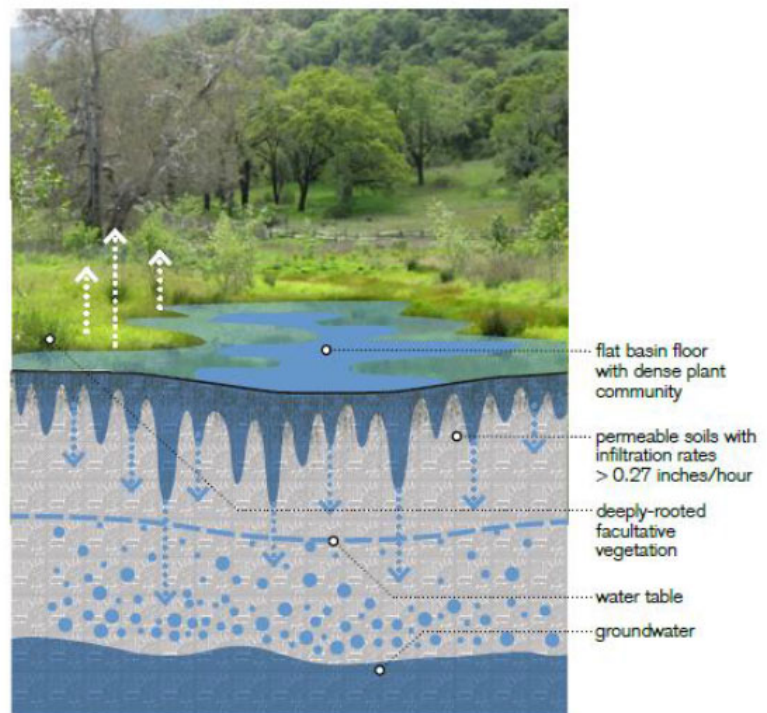 flat basin floor
with dense plant
community
permeable soils with
infiltration rates
> 0.27 inches/hour
deeply-rooted
facultative
vegetation
water table
groundwater